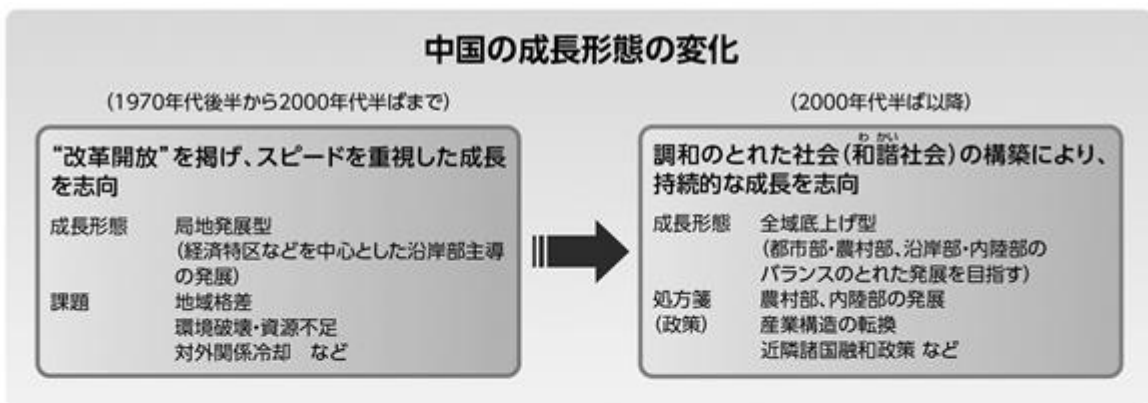 中国の成長形態の変化
(1970年代後半から2000年代半ばまで)
“改革開放”を掲げ、スピードを重視した成長
を志向
成長形態 局地発展型
(経済特区などを中心とした沿岸部主導
の発展)
課題 地域格差
環境破壊・資源不足
対外関係冷却 など
(2000年代半ば以降)
わ かい
調和のとれた社会(和諧社会)の構築により、
持続的な成長を志向
成長形態 全域底上げ型
(都市部・農村部、沿岸部・内陸部の
バランスのとれた発展を目指す)
処方箋 農村部、内陸部の発展
(政策) 産業構造の転換
近隣諸国融和政策 など